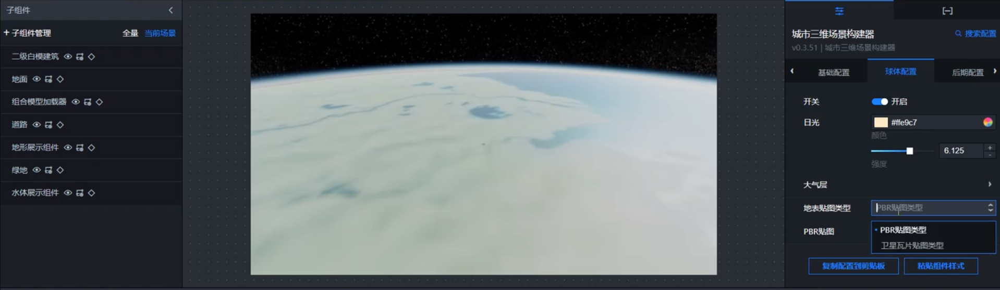 子组件
子组件管理 全量 当前场景
二级白模建筑
地面
组合模型加载器
道路
地形展示组件
绿地
水体展示组件
城市三维场景构建器 搜索配置
v0.3.51 | 城市三维场景构建器
基础配置 球体配置 后期配置
开关 开启
日光 #ffe9c7
颜色
6.125
强度
大气层
地表贴图类型 PBR贴图类型
PBR贴图 PBR贴图类型
卫星瓦片贴图类型
复制配置到剪贴板 粘贴组件样式